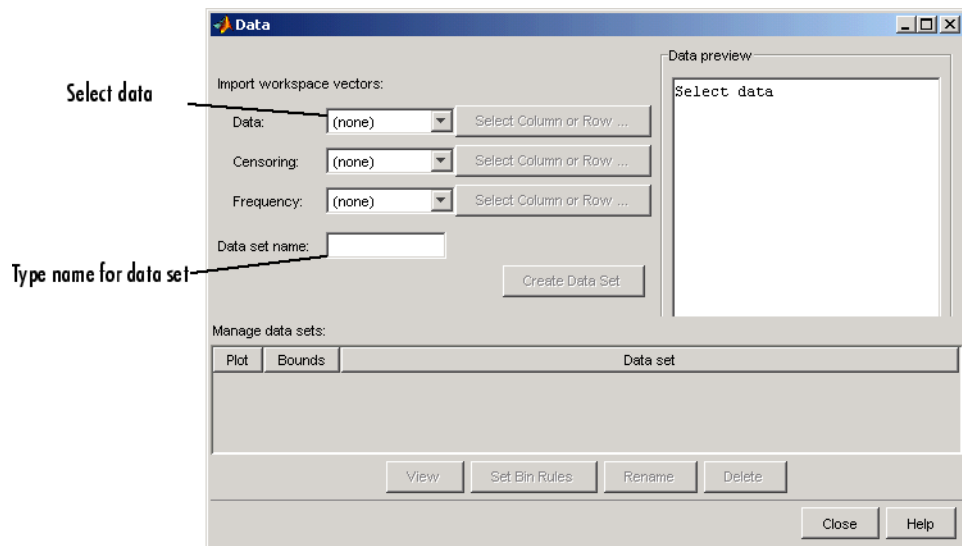 Data
Data preview
Import workspace vectors:
Select data
Select data
Data: (none) Select Column or Row ...
Censoring: (none) Select Column or Row ...
Frequency: (none) Select Column or Row ...
Data set name:
Type name for data set
Create Data Set
Manage data sets:
Plot Bounds Data set
View Set Bin Rules Rename Delete
Close Help